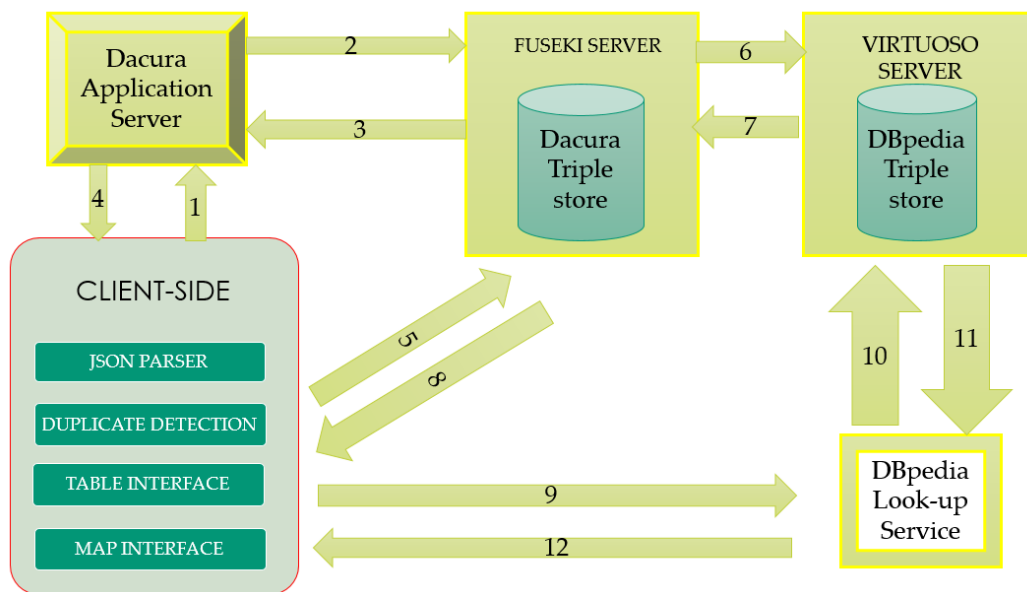 Dacura
Application
Server
2
3
FUSEKI SERVER
Dacura
Triple
store
6
7
VIRTUOSO
SERVER
DBpedia
Triple
store
4
1
CLIENT-SIDE
JSON PARSER
DUPLICATE DETECTION
TABLE INTERFACE
MAP INTERFACE
5
8
9
12
10
11
DBpedia
Look-up
Service